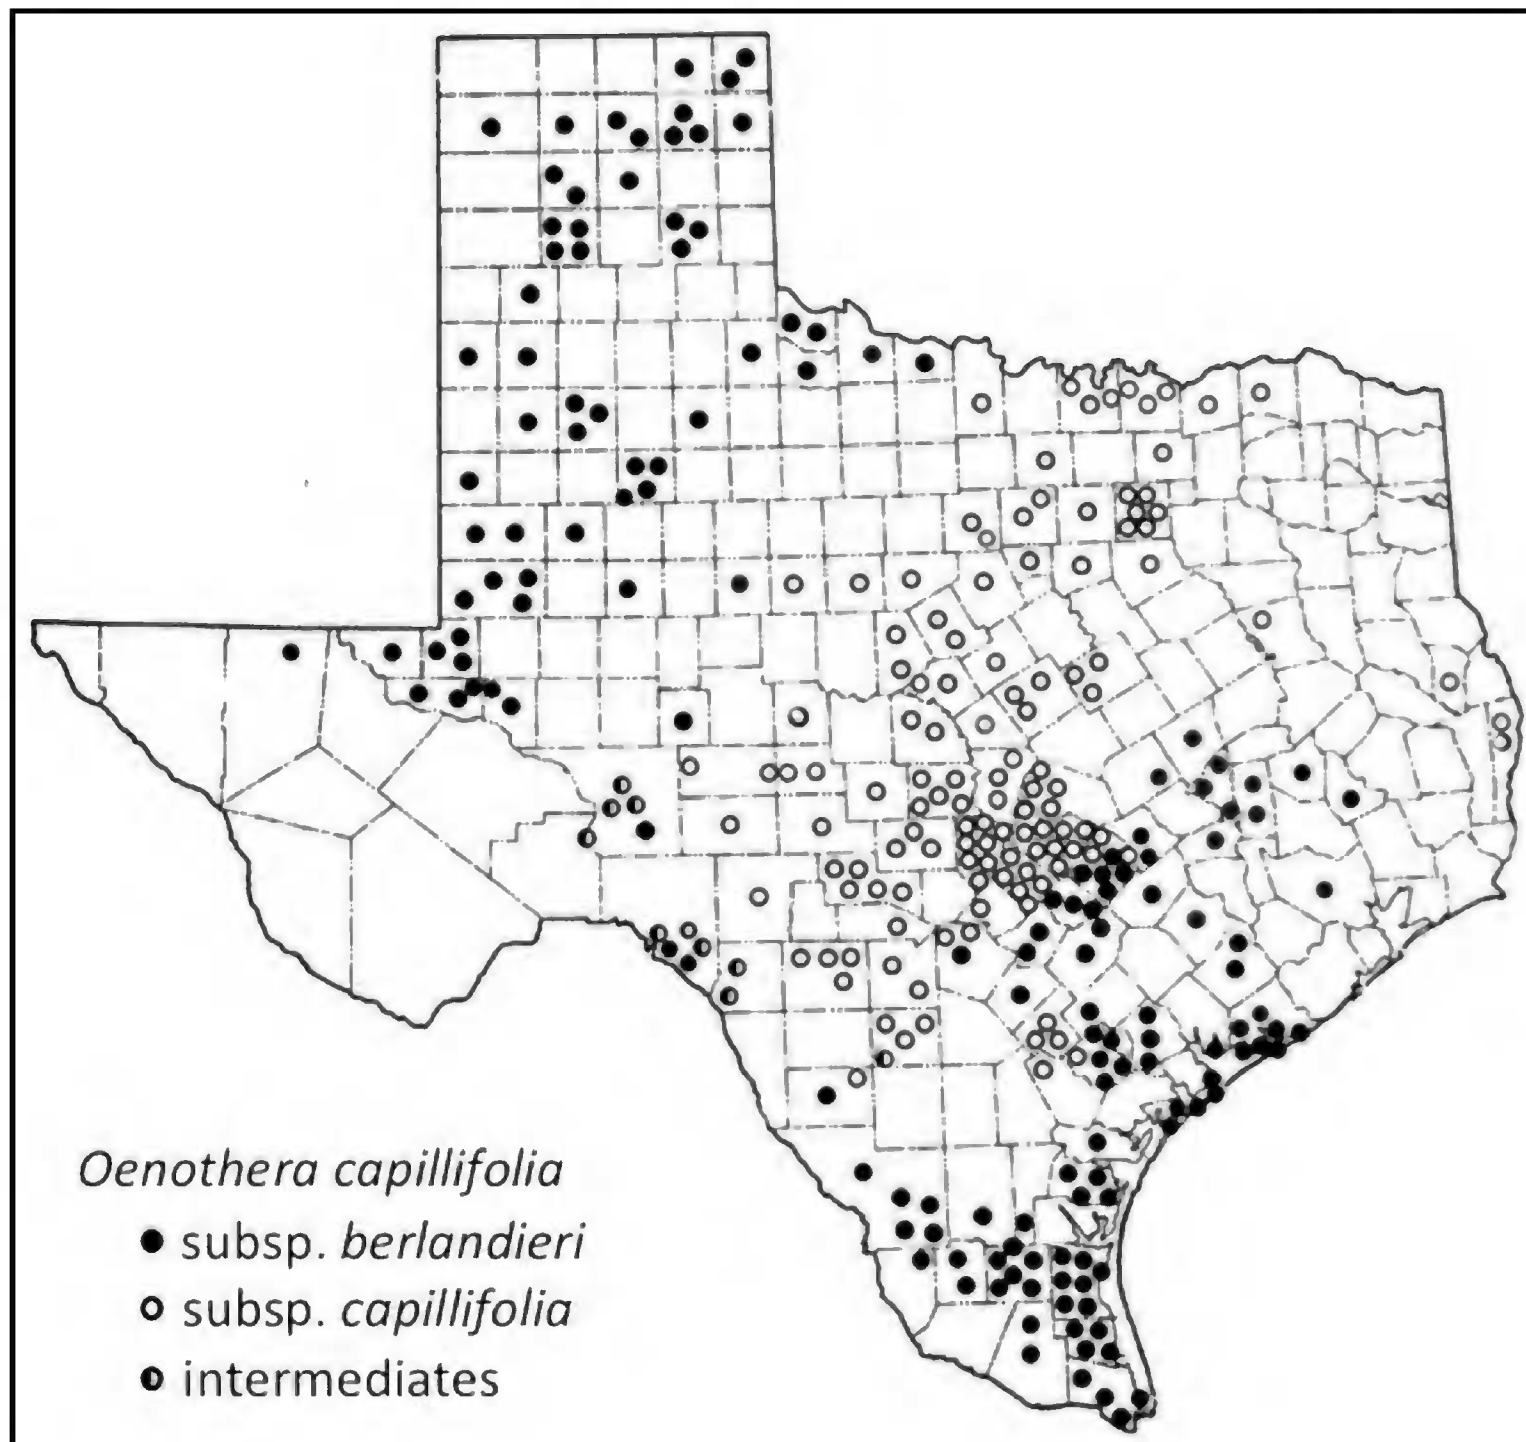 Oenothera capillifolia
subsp. berlandieri
subsp. capillifolia
intermediates